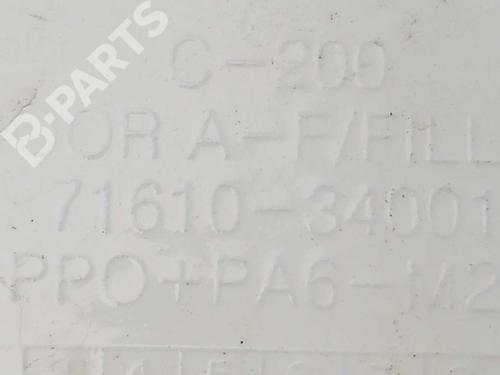 B-PARTS
C-200
OR A-F/FILL
71610-34001
PPO+PA6-M2